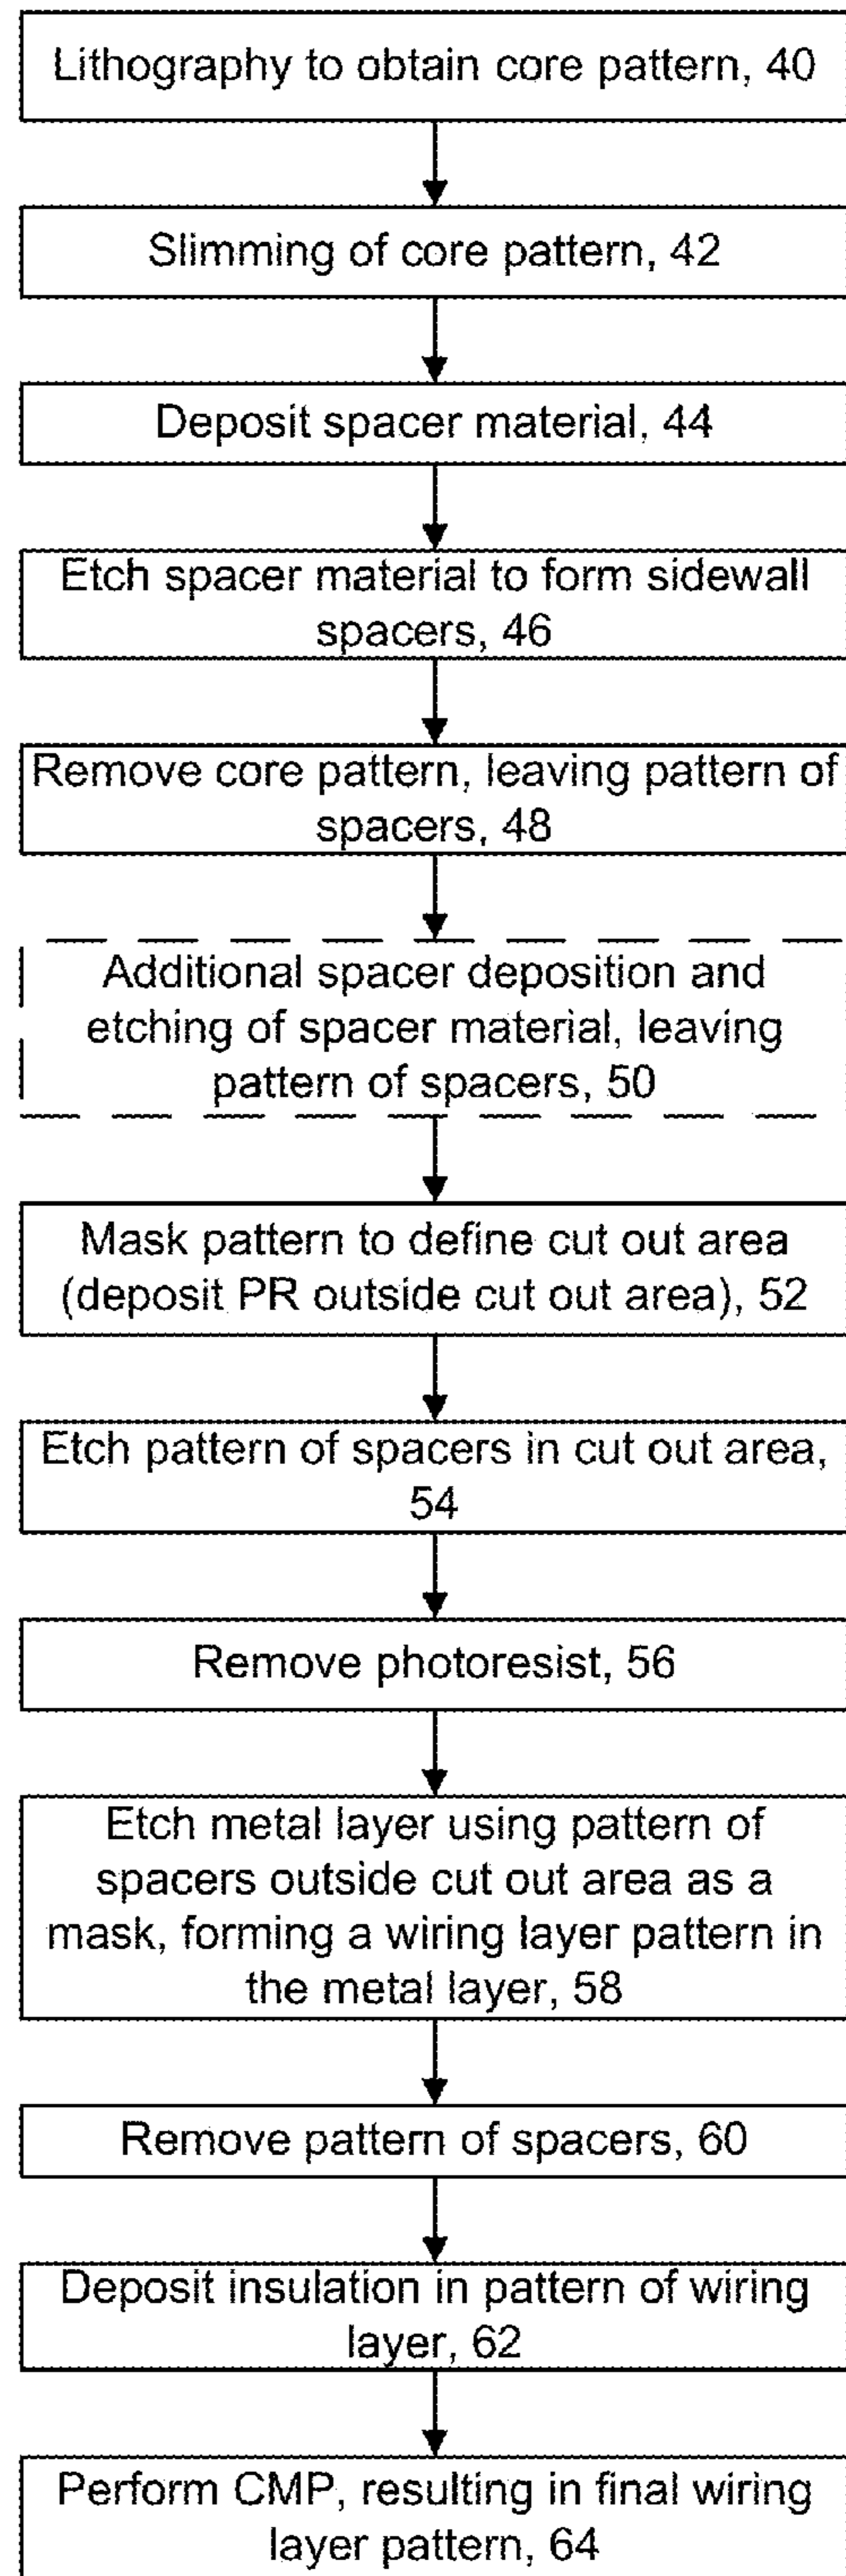 Lithography to obtain core pattern, 40
Slimming of core pattern, 42
Deposit spacer material, 44
Etch spacer material to form sidewall
spacers, 46
Remove core pattern, leaving pattern of
spacers, 48
Additional spacer deposition and
etching of spacer material, leaving
pattern of spacers, 50
Mask pattern to define cut out area
(deposit PR outside cut out area), 52
Etch pattern of spacers in cut out area,
54
Remove photoresist, 56
Etch metal layer using pattern of
spacers outside cut out area as a
mask, forming a wiring layer pattern in
the metal layer, 58
Remove pattern of spacers, 60
Deposit insulation in pattern of wiring
layer, 62
Perform CMP, resulting in final wiring
layer pattern, 64